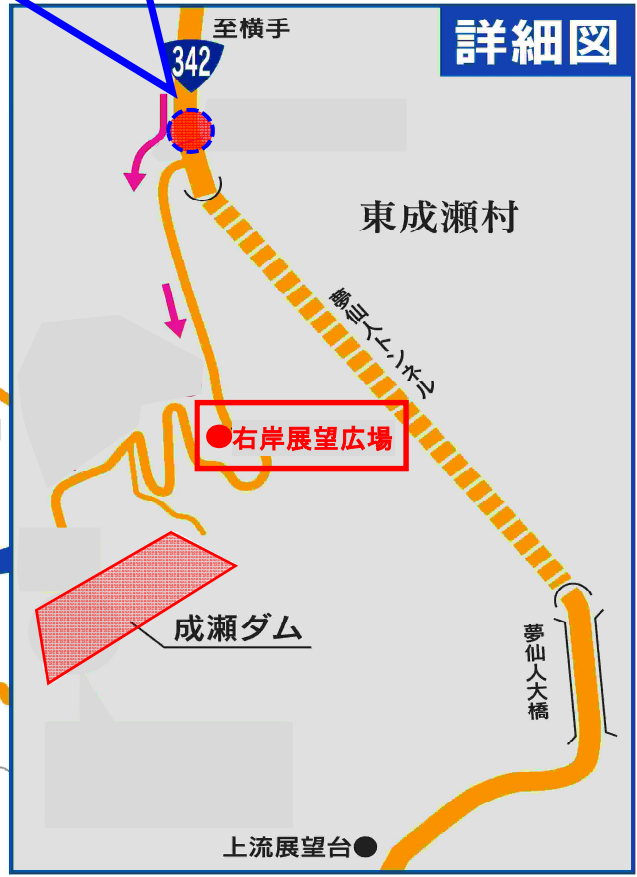 至横手
詳細図
342
東成瀬村
夢仙人トンネル
右岸展望広場
成瀬ダム
夢仙人大橋
上流展望台